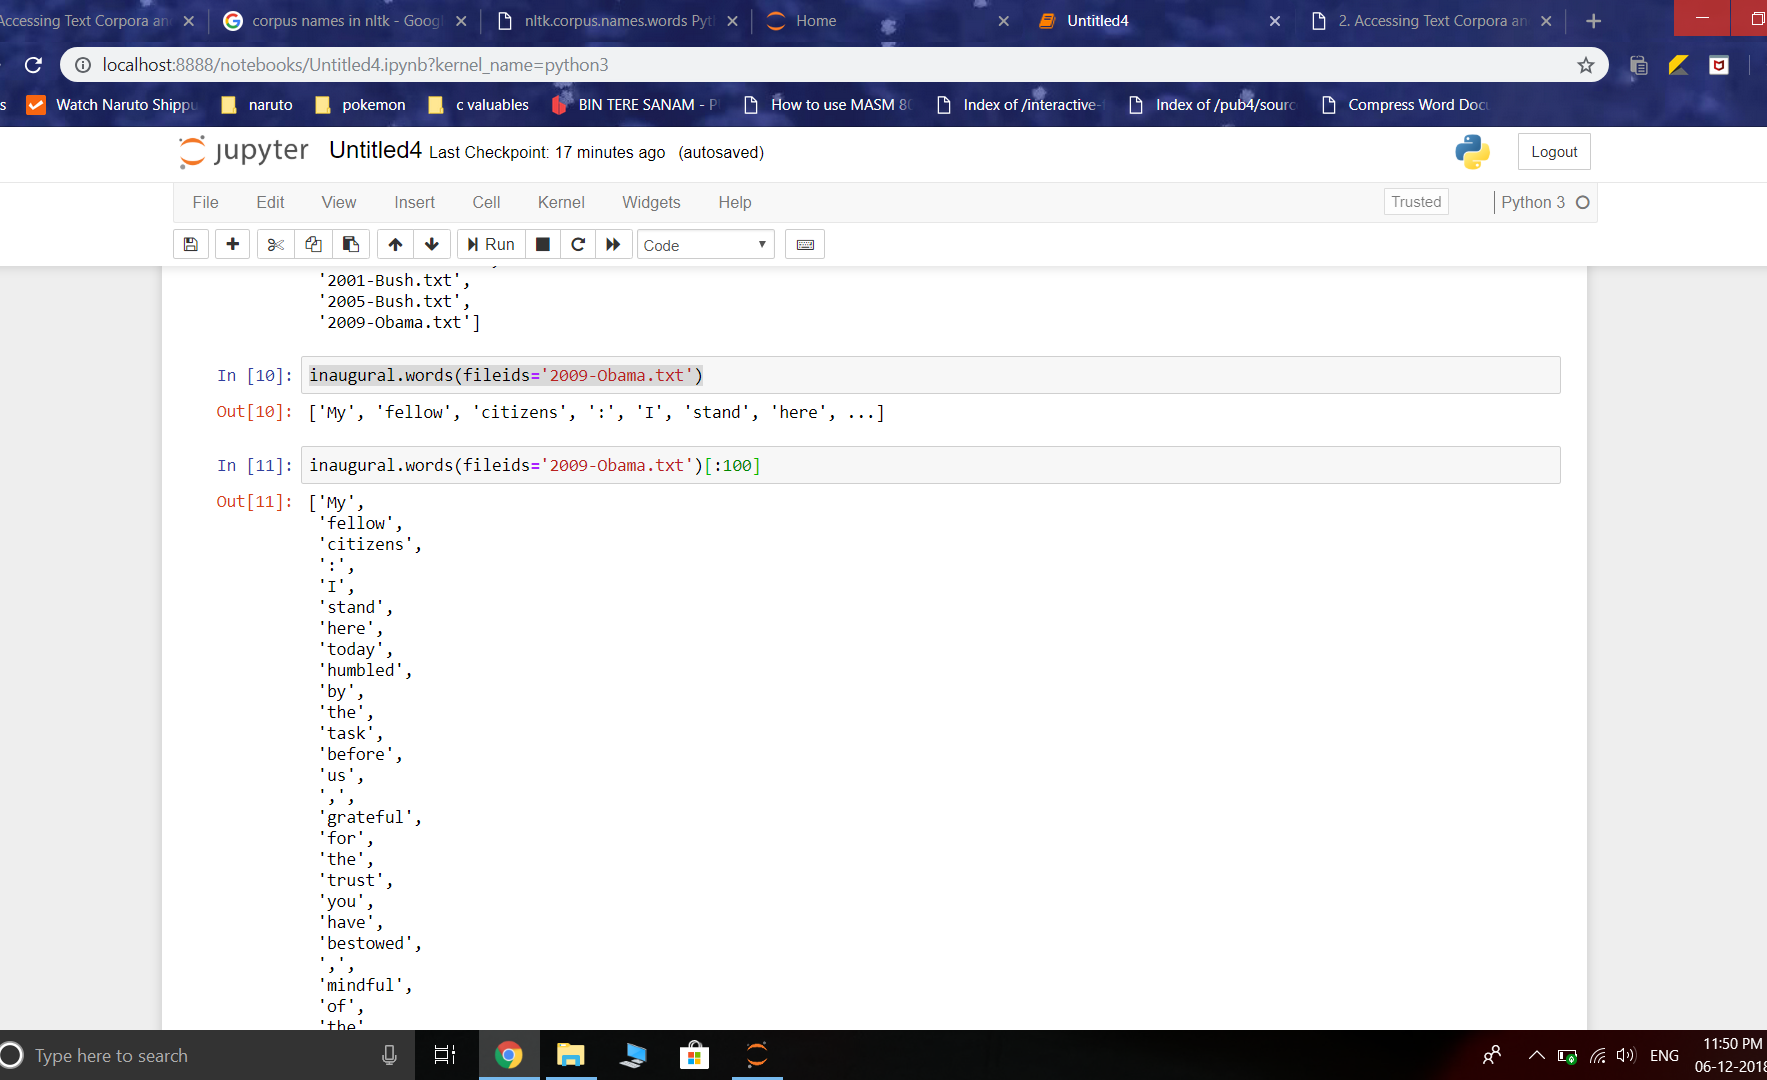 Accessing Text Corpora an
corpus names in nltk - Goog
nltk.corpus.names.words Pyt
Home
Untitled4
2. Accessing Text Corpora an
localhost:8888/notebooks/Untitled4.ipynb?kernel_name=python3
s
Watch Naruto Shippu
naruto
pokemon
c valuables
BIN TERE SANAM - P
How to use MASM 8
Index of /interactive-
Index of /pub4/sourc
Compress Word Docu
jupyter
Untitled4 Last Checkpoint: 17 minutes ago (autosaved)
Logout
File Edit View Insert Cell Kernel Widgets Help
Trusted
Python 3
Run
Code
'2001-Bush.txt',
'2005-Bush.txt',
'2009-Obama.txt']
In [10]: inaugural.words(fileids='2009-Obama.txt')
Out[10]: ['My', 'fellow', 'citizens', ':', 'I', 'stand', 'here', ...]
In [11]: inaugural.words(fileids='2009-Obama.txt')[:100]
Out[11]: ['My',
'fellow',
'citizens',
':',
'I',
'stand',
'here',
'today',
'humbled',
'by',
'the',
'task',
'before',
'us',
',',
'grateful',
'for',
'the',
'trust',
'you',
'have',
'bestowed',
',',
'mindful',
'of',
'the'
Type here to search
ENG
11:50 PM
06-12-2018